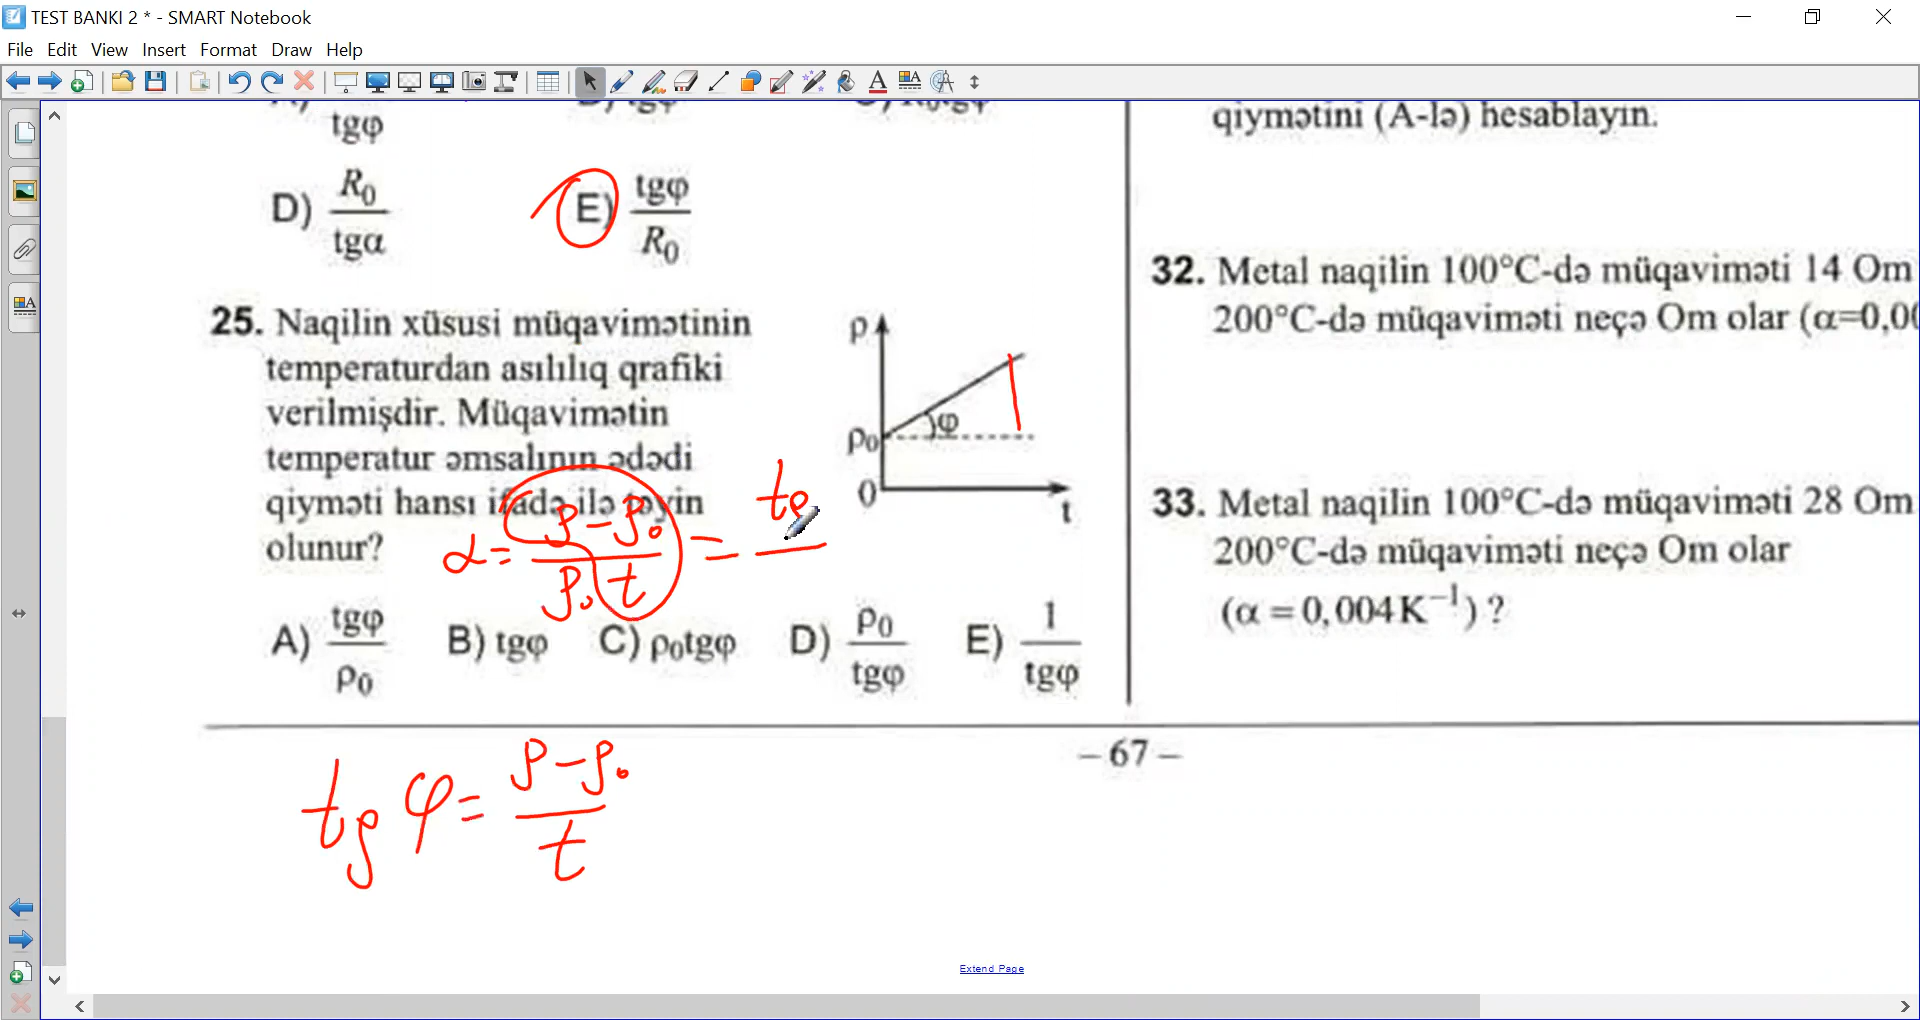 TEST BANKI 2 * - SMART Notebook
File Edit View Insert Format Draw Help
tgφ
D) R₀ / tgα
E) tgφ / R₀
25. Naqilin xüsusi müqavimətinin
temperaturdan asılılıq qrafiki
verilmişdir. Müqavimətin
temperatur əmsalının ədədi
qiyməti hansı ifadə ilə təyin
olunur?
ρ
ρ₀
φ
0
t
α = ρ - ρ₀ / ρ₀ t = tg
A) tgφ / ρ₀ B) tgφ C) ρ₀tgφ D) ρ₀ / tgφ E) 1 / tgφ
– 67 –
tg φ = ρ - ρ₀ / t
qiymətini (A-lə) hesablayın.
32. Metal naqilin 100°C-də müqaviməti 14 Om
200°C-də müqaviməti neçə Om olar (α=0,00
33. Metal naqilin 100°C-də müqaviməti 28 Om
200°C-də müqaviməti neçə Om olar
(α = 0,004 K⁻¹) ?
Extend Page